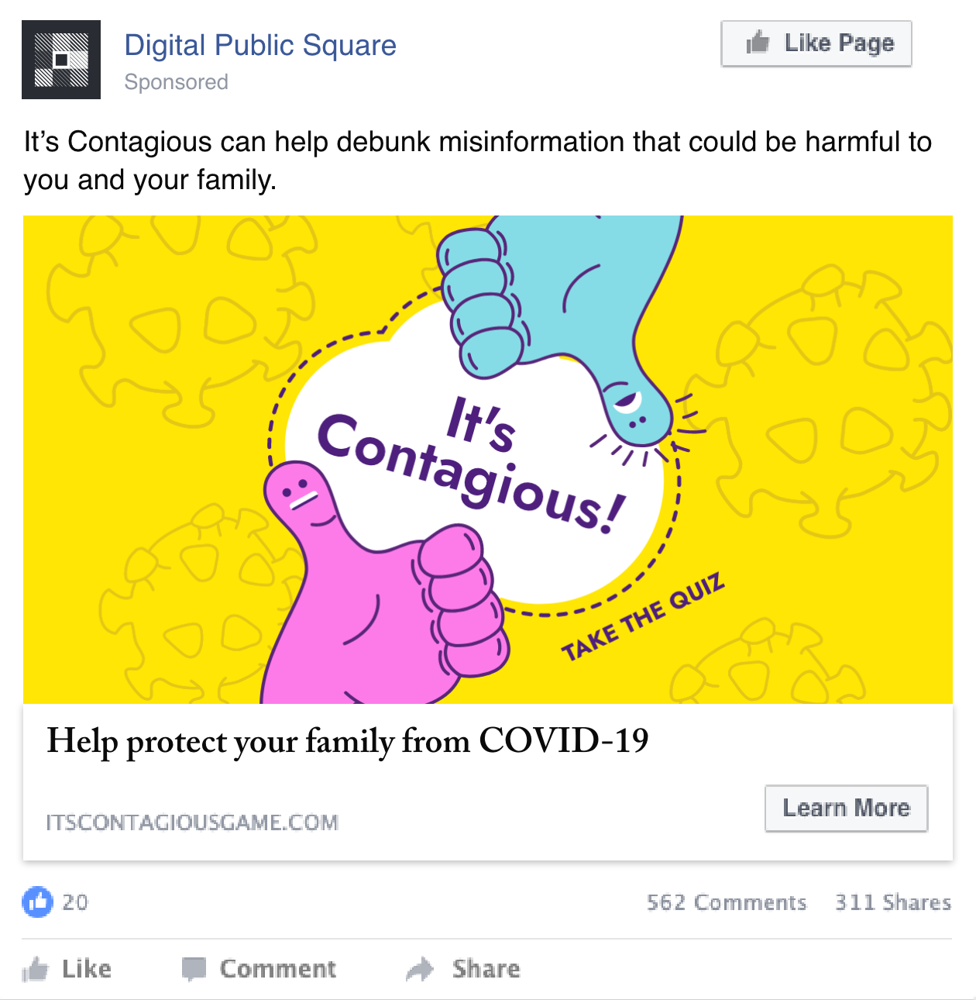 Digital Public Square
Like Page
Sponsored
It’s Contagious can help debunk misinformation that could be harmful to
you and your family.
It’s
Contagious!
TAKE THE QUIZ
Help protect your family from COVID-19
ITSCONTAGIOUSGAME.COM
Learn More
20
562 Comments
311 Shares
Like
Comment
Share